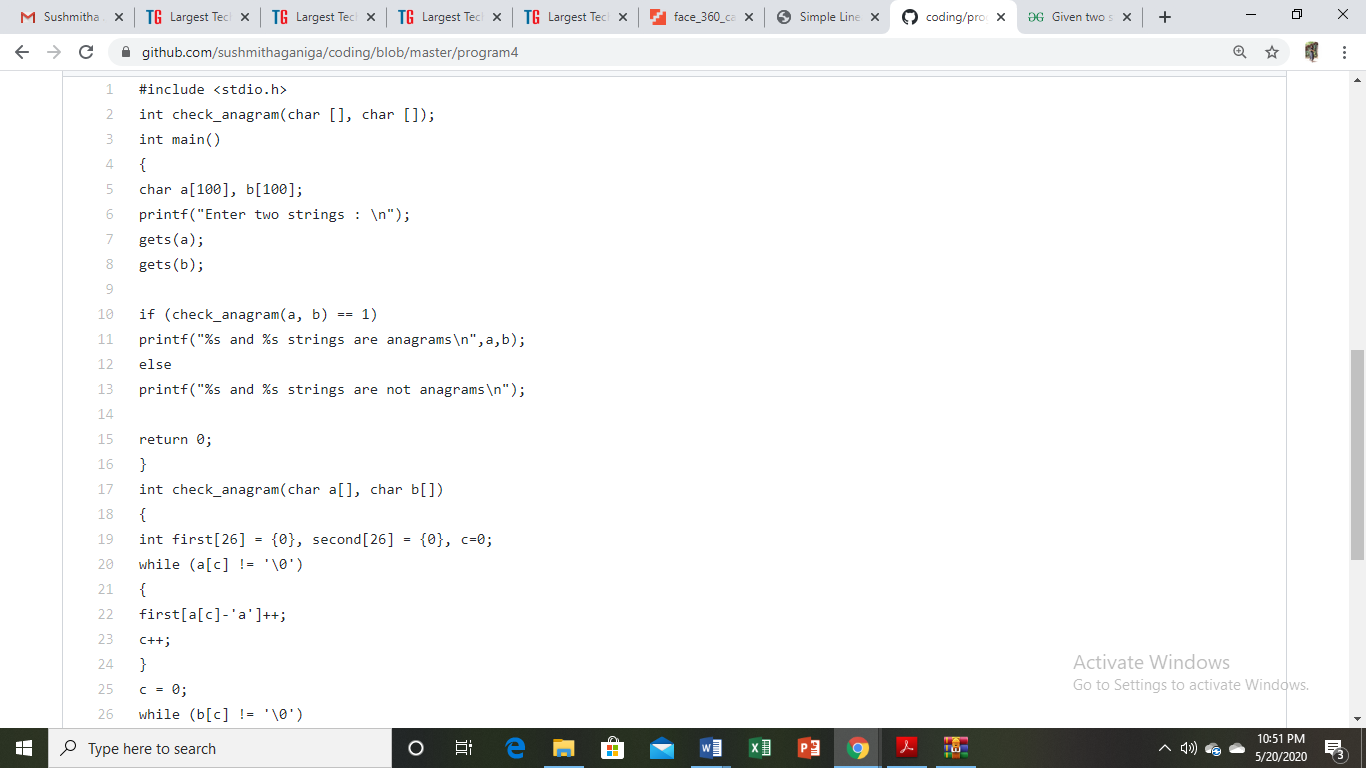 Sushmitha
Largest Tec
Largest Tec
Largest Tec
Largest Tec
face_360_ca
Simple Line
coding/pro
Given two s
github.com/sushmithaganiga/coding/blob/master/program4
1 #include <stdio.h>
2 int check_anagram(char [], char []);
3 int main()
4 {
5 char a[100], b[100];
6 printf("Enter two strings : \n");
7 gets(a);
8 gets(b);
9
10 if (check_anagram(a, b) == 1)
11 printf("%s and %s strings are anagrams\n",a,b);
12 else
13 printf("%s and %s strings are not anagrams\n");
14
15 return 0;
16 }
17 int check_anagram(char a[], char b[])
18 {
19 int first[26] = {0}, second[26] = {0}, c=0;
20 while (a[c] != '\0')
21 {
22 first[a[c]-'a']++;
23 c++;
24 }
25 c = 0;
26 while (b[c] != '\0')
Activate Windows
Go to Settings to activate Windows.
Type here to search
10:51 PM
5/20/2020
3